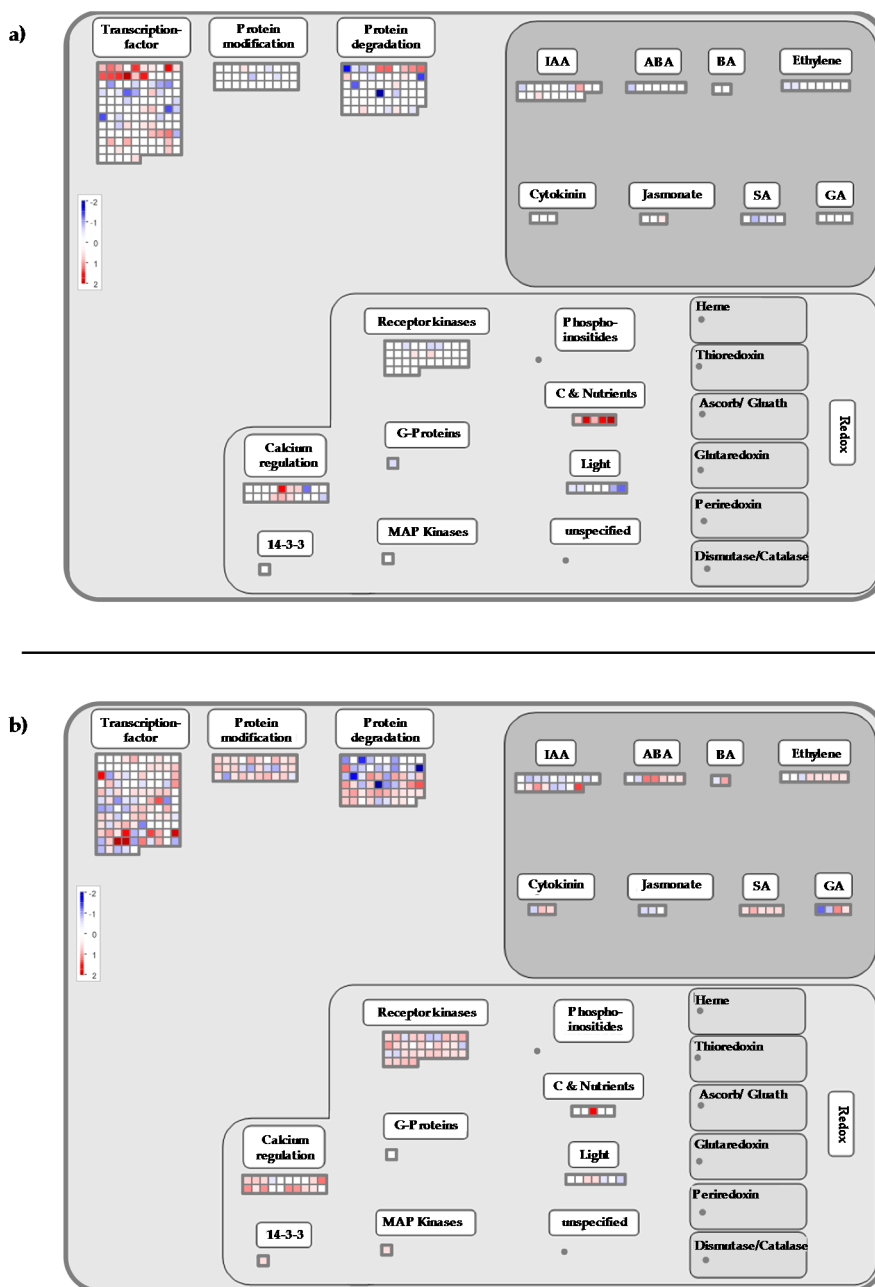 a)
Transcription-
factor
Protein
modification
Protein
degradation
IAA
ABA
BA
Ethylene
Cytokinin
Jasmonate
SA
GA
-2
-1
0
1
2
Receptor kinases
Phospho-
inositides
C & Nutrients
G-Proteins
Light
Calcium
regulation
MAP Kinases
unspecified
14-3-3
Heme
Thioredoxin
Ascorb/ Gluath
Glutaredoxin
Periredoxin
Dismutase/Catalase
Redox
b)
Transcription-
factor
Protein
modification
Protein
degradation
IAA
ABA
BA
Ethylene
Cytokinin
Jasmonate
SA
GA
-2
-1
0
1
2
Receptor kinases
Phospho-
inositides
C & Nutrients
G-Proteins
Light
Calcium
regulation
MAP Kinases
unspecified
14-3-3
Heme
Thioredoxin
Ascorb/ Gluath
Glutaredoxin
Periredoxin
Dismutase/Catalase
Redox